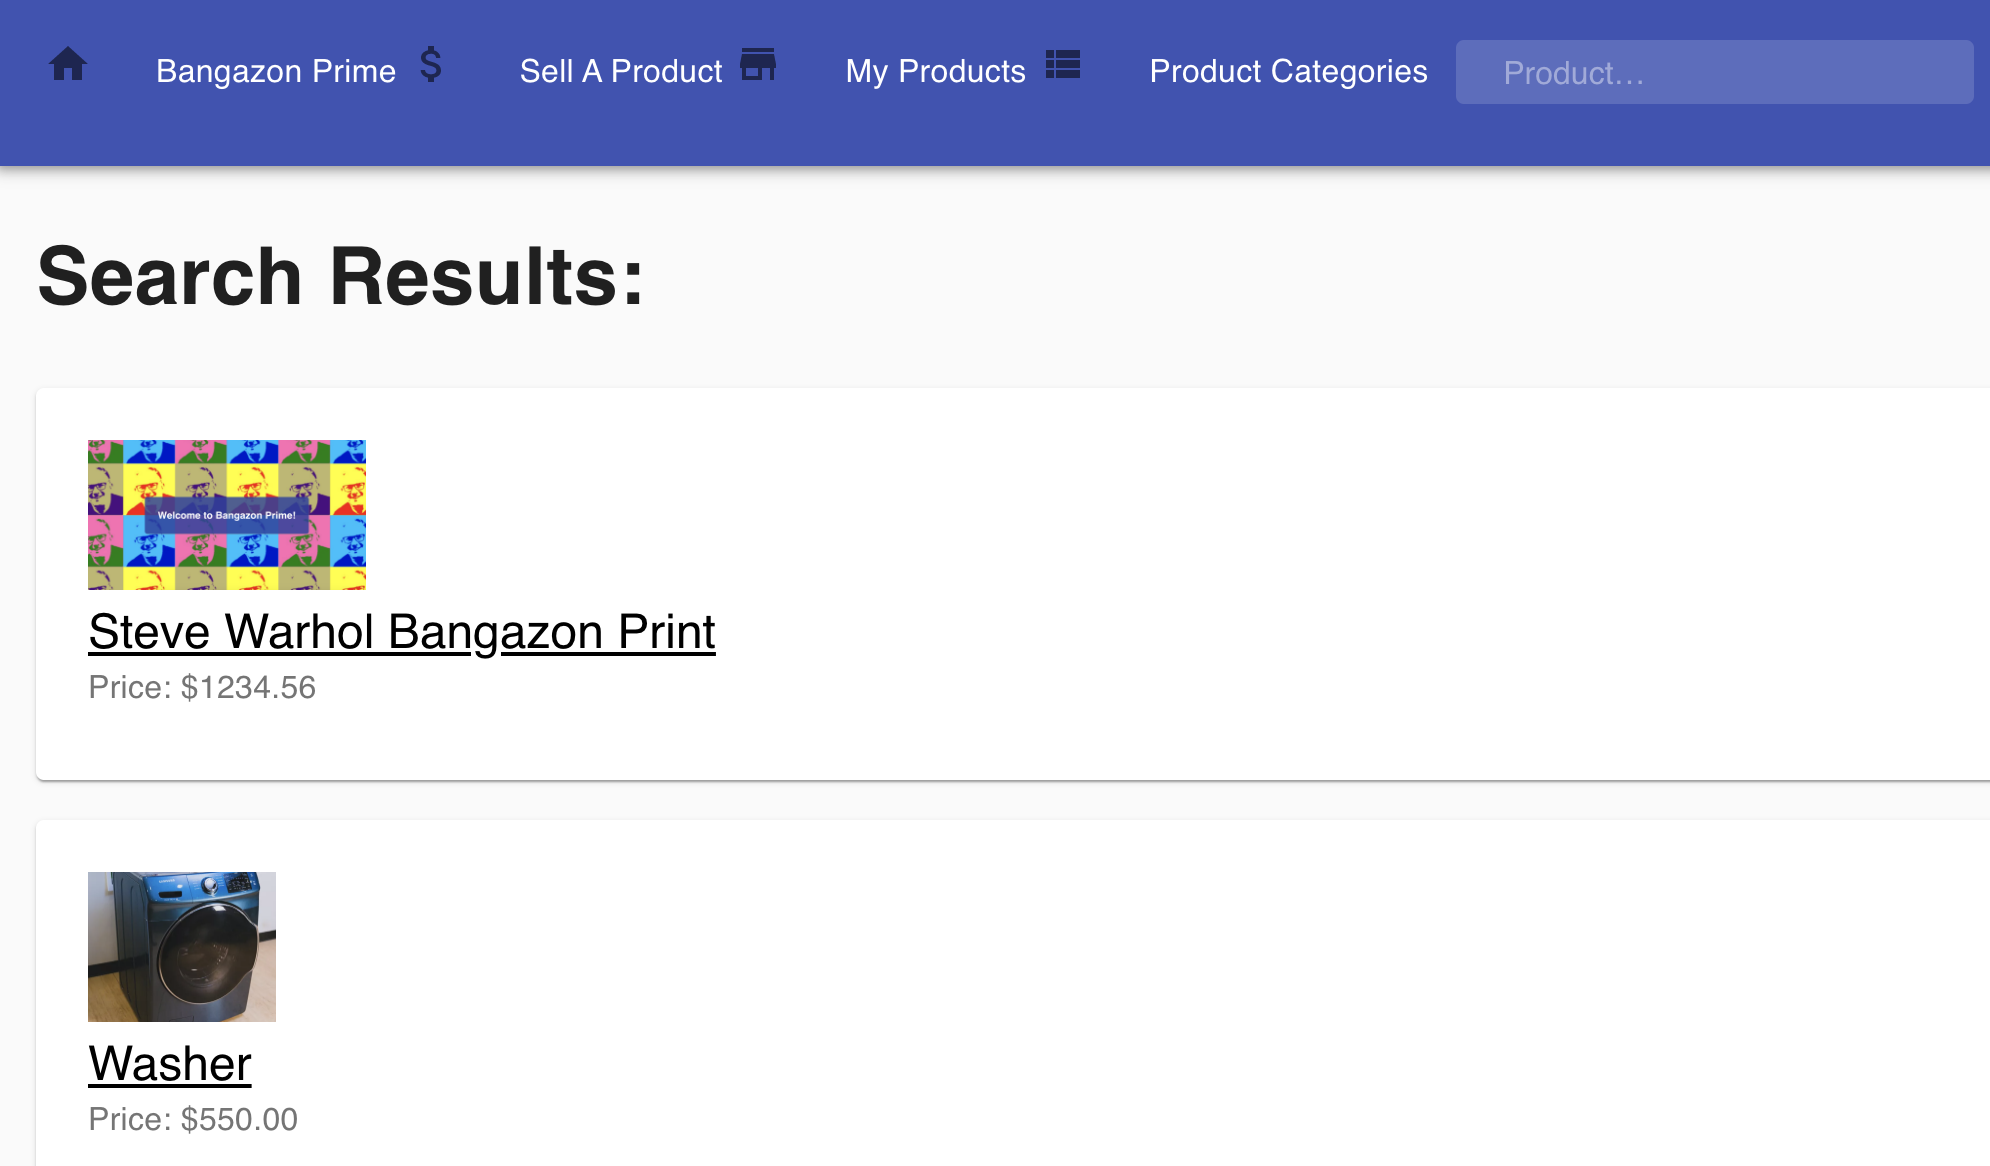 Bangazon Prime $ Sell A Product My Products Product Categories Product...
Search Results:
Welcome to Bangazon Prime!
Steve Warhol Bangazon Print
Price: $1234.56
Washer
Price: $550.00